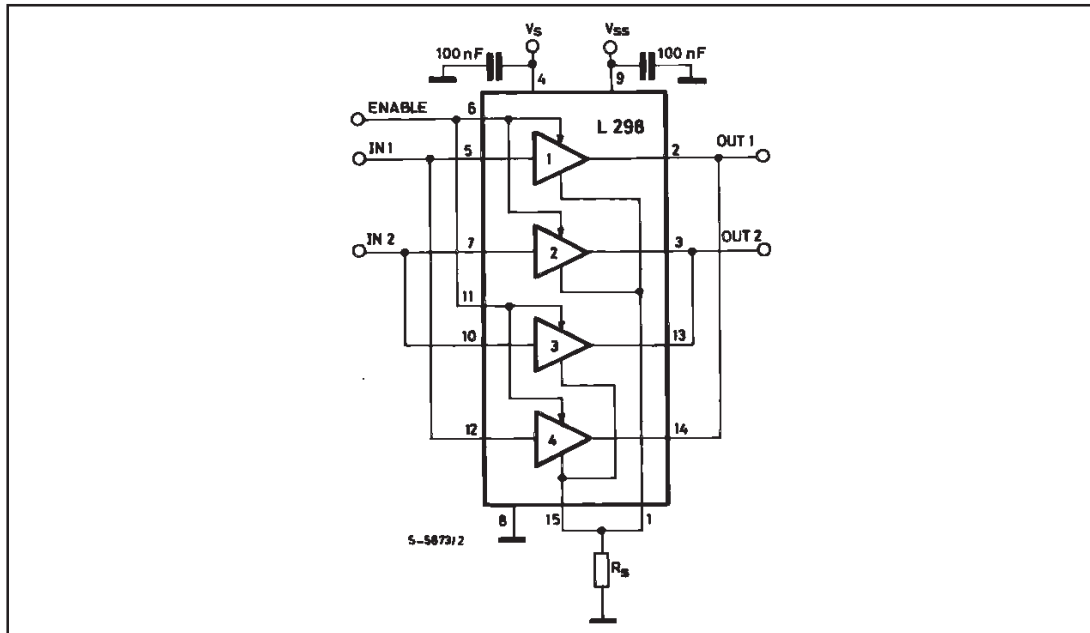 VS VSS
100 nF 100 nF
4 9
ENABLE 6
L 298
IN 1 5 1 2 OUT 1
IN 2 7 2 3 OUT 2
11
10 3 13
12 4 14
8 15 1
S-5873/2
RS